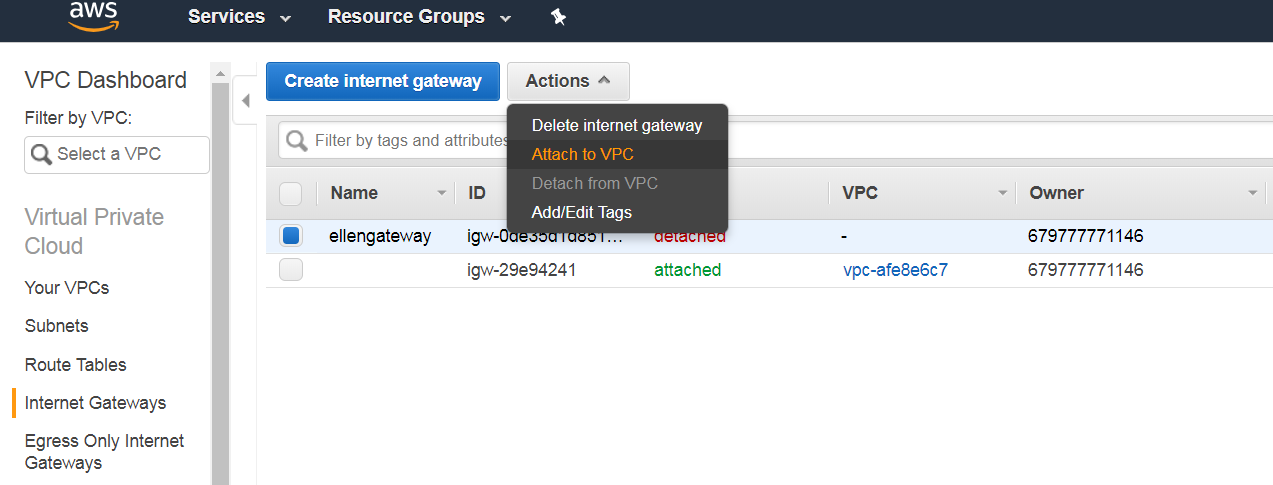 aws Services Resource Groups
VPC Dashboard
Filter by VPC:
Select a VPC
Virtual Private
Cloud
Your VPCs
Subnets
Route Tables
Internet Gateways
Egress Only Internet
Gateways
Create internet gateway Actions
Delete internet gateway
Attach to VPC
Detach from VPC
Add/Edit Tags
Filter by tags and attributes
Name ID VPC Owner
ellengateway igw-0de35d1d851... detached - 679777771146
igw-29e94241 attached vpc-afe8e6c7 679777771146